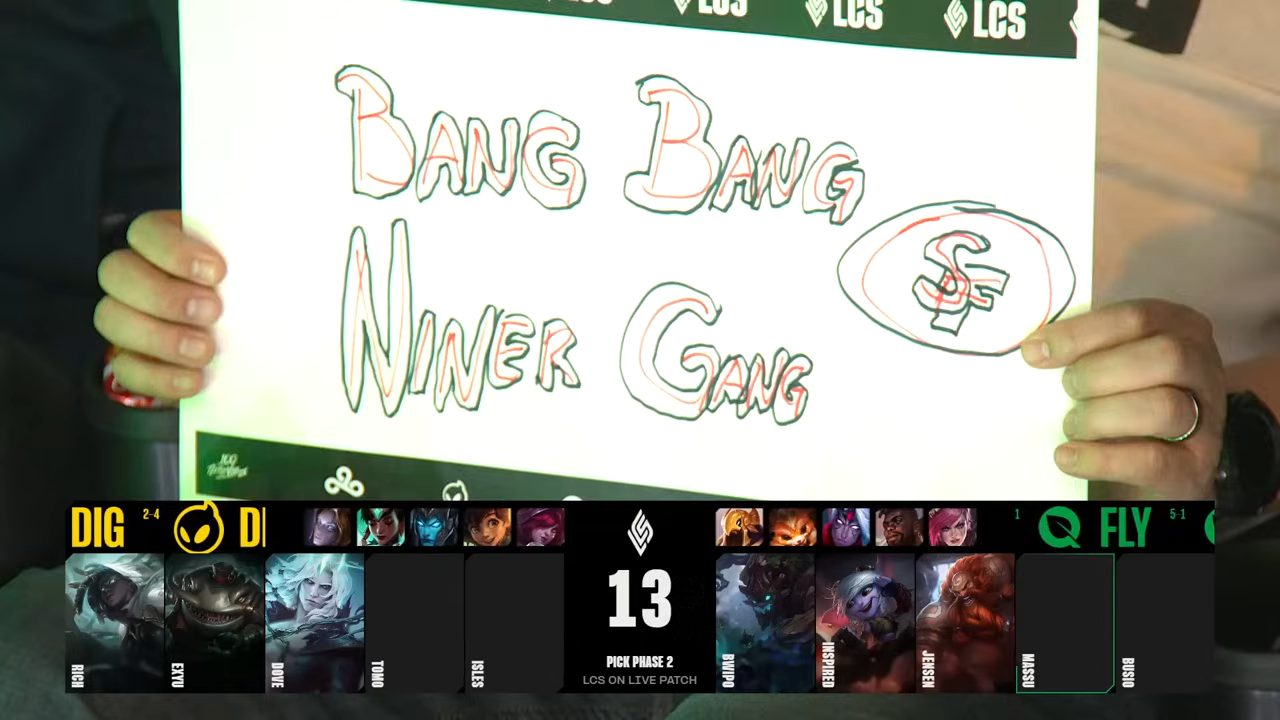 LCS LCS LCS
BANG BANG
NINER GANG
SF
DIG 2-4 DI
1 FLY 5-1
13
PICK PHASE 2
LCS ON LIVE PATCH
RICH
EXYU
DOVE
TOMO
ISLES
BWIPO
INSPIRED
JENSEN
MASSU
BUSIO